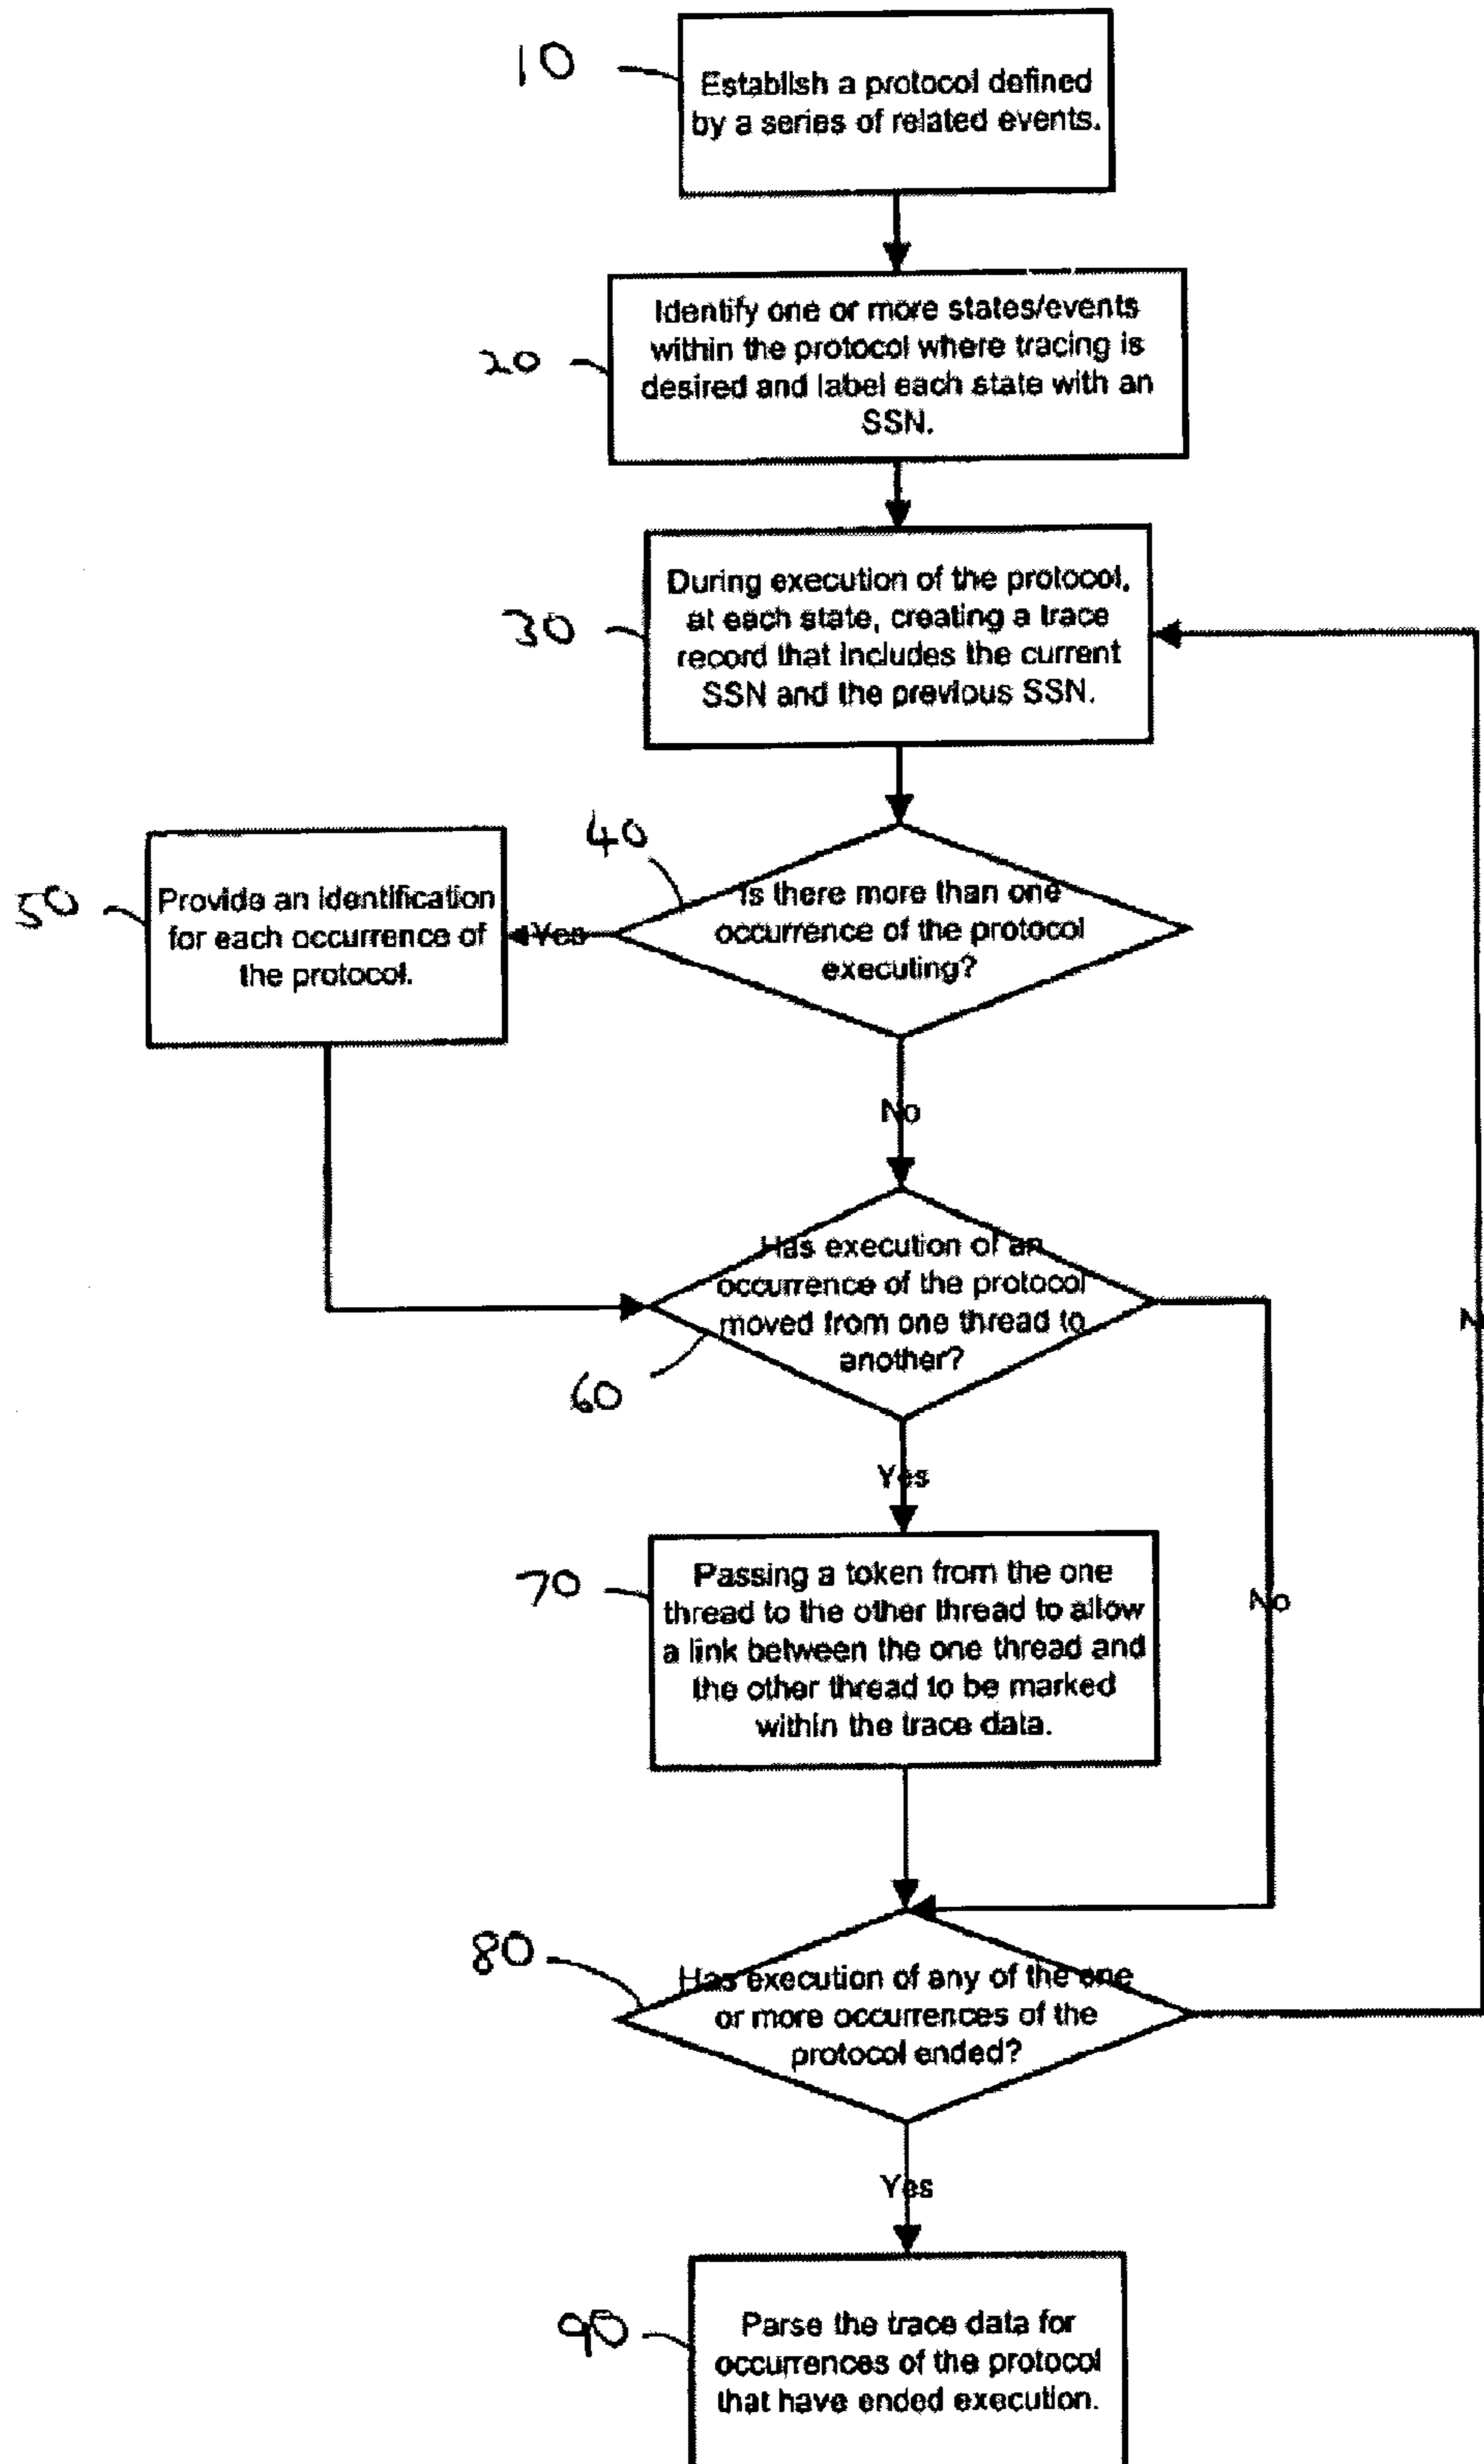 10
Establish a protocol defined
by a series of related events.
20
Identify one or more states/events
within the protocol where tracing is
desired and label each state with an
SSN.
30
During execution of the protocol,
at each state, creating a trace
record that includes the current
SSN and the previous SSN.
40
Is there more than one
occurrence of the protocol
executing?
50
Provide an identification
for each occurrence of
the protocol.
Yes
No
Has execution of an
occurrence of the protocol
moved from one thread to
another?
60
Yes
70
Passing a token from the one
thread to the other thread to allow
a link between the one thread and
the other thread to be marked
within the trace data.
No
80
Has execution of any of the one
or more occurrences of the
protocol ended?
Yes
90
Parse the trace data for
occurrences of the protocol
that have ended execution.